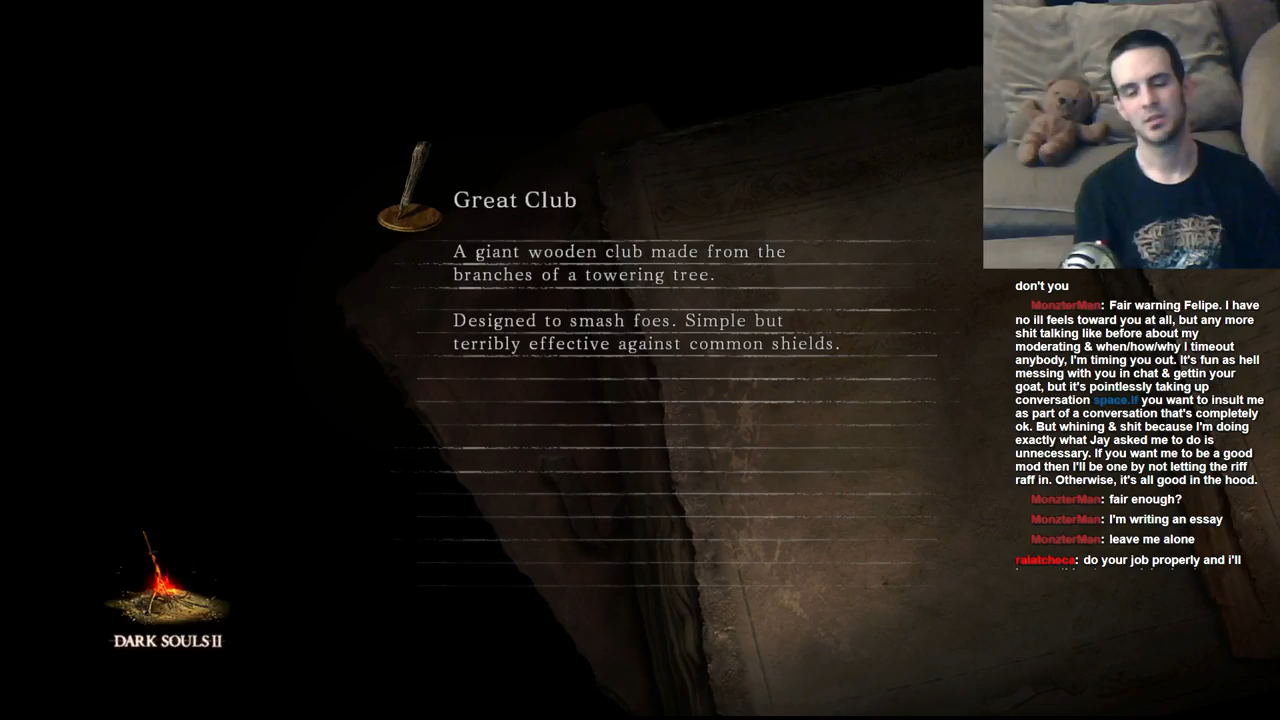 Great Club
A giant wooden club made from the
branches of a towering tree.
Designed to smash foes. Simple but
terribly effective against common shields.
DARK SOULS II
don't you
MonzterMan: Fair warning Felipe. I have
no ill feels toward you at all, but any more
shit talking like before about my
moderating & when/how/why I timeout
anybody, I'm timing you out. It's fun as hell
messing with you in chat & gettin your
goat, but it's pointlessly taking up
conversation space.If you want to insult me
as part of a conversation that's completely
ok. But whining & shit because I'm doing
exactly what Jay asked me to do is
unnecessary. If you want me to be a good
mod then I'll be one by not letting the riff
raff in. Otherwise, it's all good in the hood.
MonzterMan: fair enough?
MonzterMan: I'm writing an essay
MonzterMan: leave me alone
ralatcheca: do your job properly and i'll